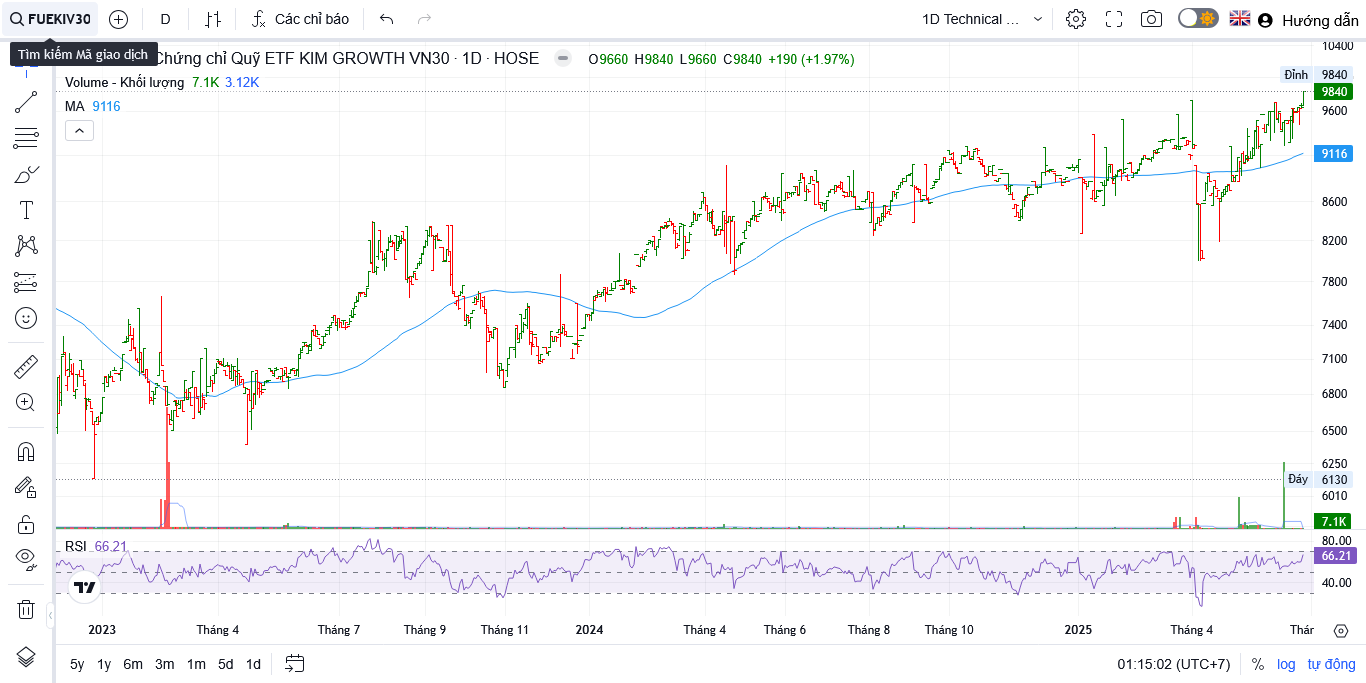 FUEKIV30 D Các chỉ báo 1D Technical ... Hướng dẫn
Tìm kiếm Mã giao dịch
Chứng chỉ Quỹ ETF KIM GROWTH VN30 · 1D · HOSE O9660 H9840 L9660 C9840 +190 (+1.97%)
Volume - Khối lượng 7.1K 3.12K
MA 9116
10400
Đỉnh 9840
9840
9600
9116
8600
8200
7800
7400
7100
6800
6500
6250
Đáy 6130
6010
7.1K
RSI 66.21
80.00
66.21
40.00
2023 Tháng 4 Tháng 7 Tháng 9 Tháng 11 2024 Tháng 4 Tháng 6 Tháng 8 Tháng 10 2025 Tháng 4 Thár
5y 1y 6m 3m 1m 5d 1d 01:15:02 (UTC+7) % log tự động